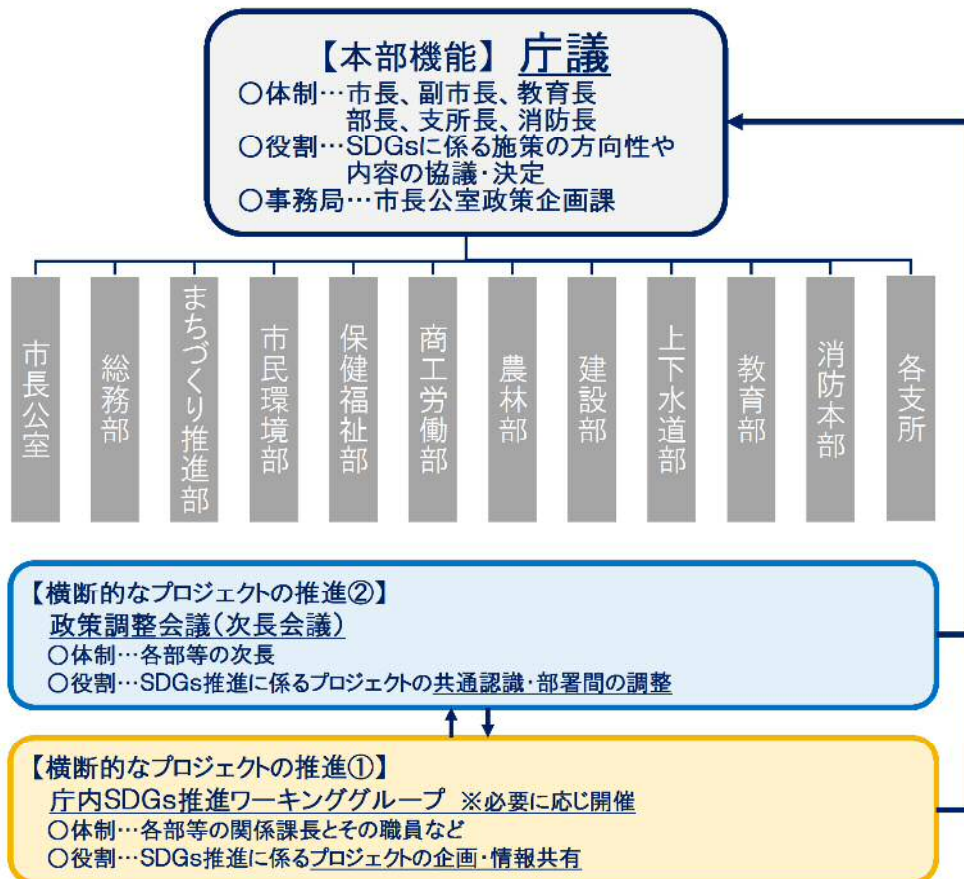 【本部機能】 庁議
○体制…市長、副市長、教育長
部長、支所長、消防長
○役割…SDGsに係る施策の方向性や
内容の協議・決定
○事務局…市長公室政策企画課
市長公室
総務部
まちづくり推進部
市民環境部
保健福祉部
商工労働部
農林部
建設部
上下水道部
教育部
消防本部
各支所
【横断的なプロジェクトの推進②】
政策調整会議(次長会議)
○体制…各部等の次長
○役割…SDGs推進に係るプロジェクトの共通認識・部署間の調整
【横断的なプロジェクトの推進①】
庁内SDGs推進ワーキンググループ ※必要に応じ開催
○体制…各部等の関係課長とその職員など
○役割…SDGs推進に係るプロジェクトの企画・情報共有